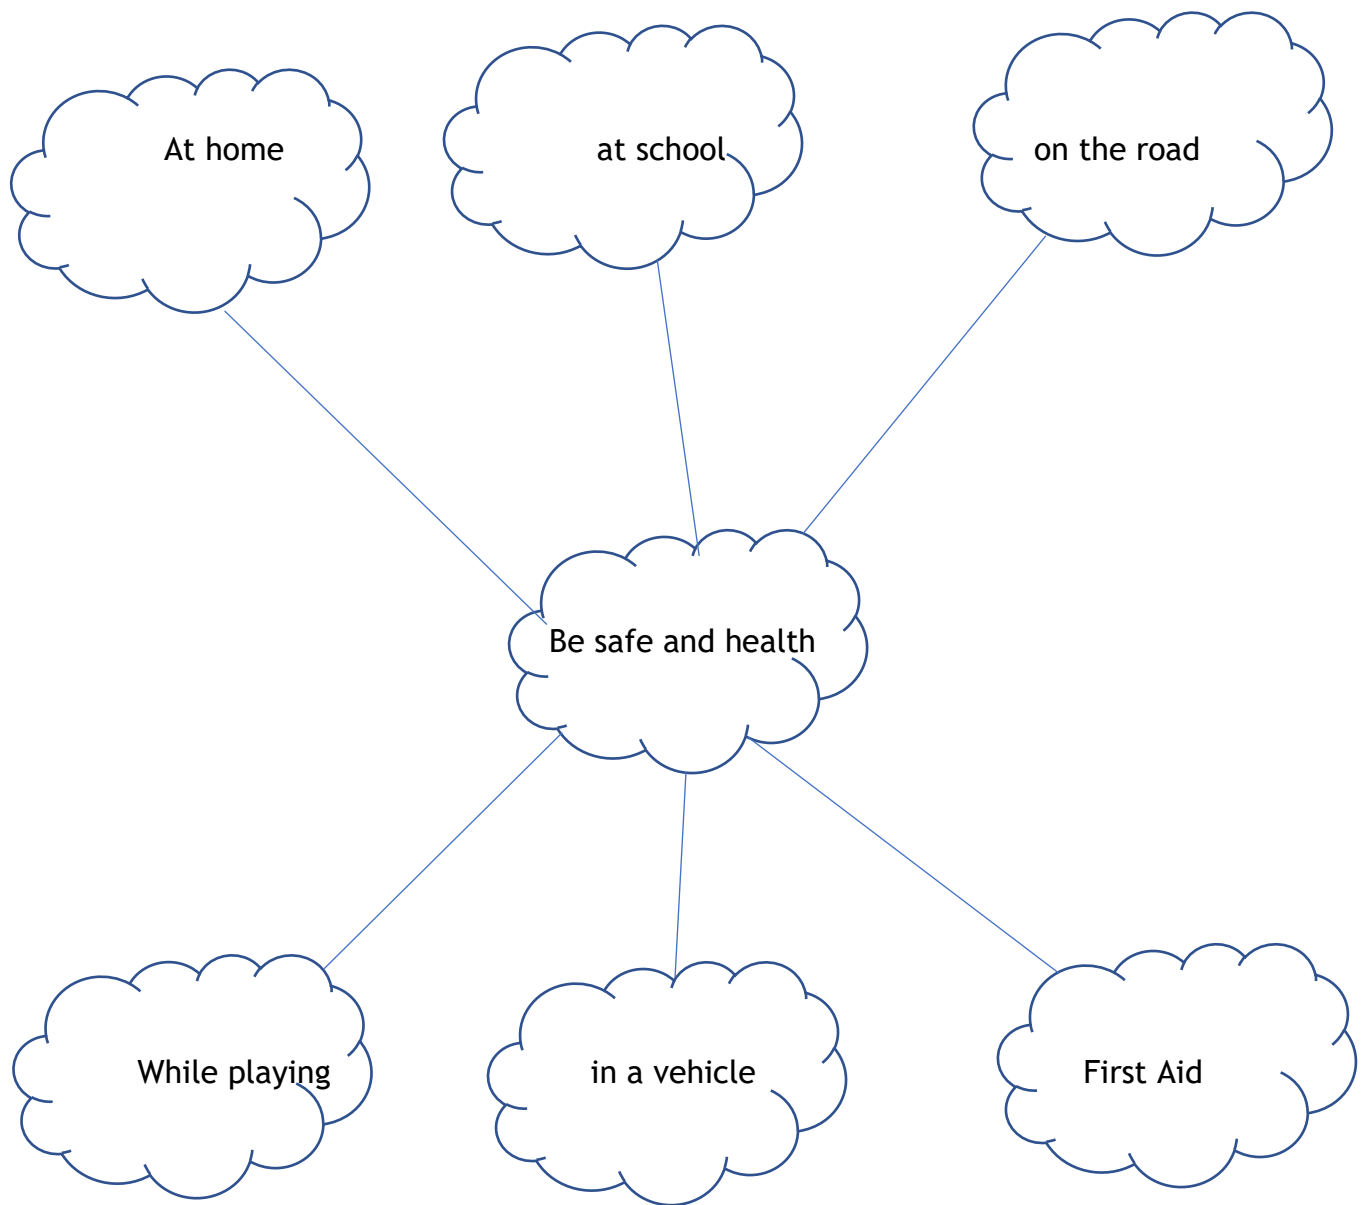 At home
at school
on the road
Be safe and health
While playing
in a vehicle
First Aid